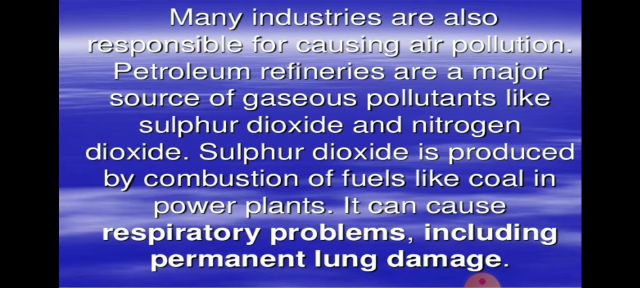 Many industries are also
responsible for causing air pollution.
Petroleum refineries are a major
source of gaseous pollutants like
sulphur dioxide and nitrogen
dioxide. Sulphur dioxide is produced
by combustion of fuels like coal in
power plants. It can cause
respiratory problems, including
permanent lung damage.